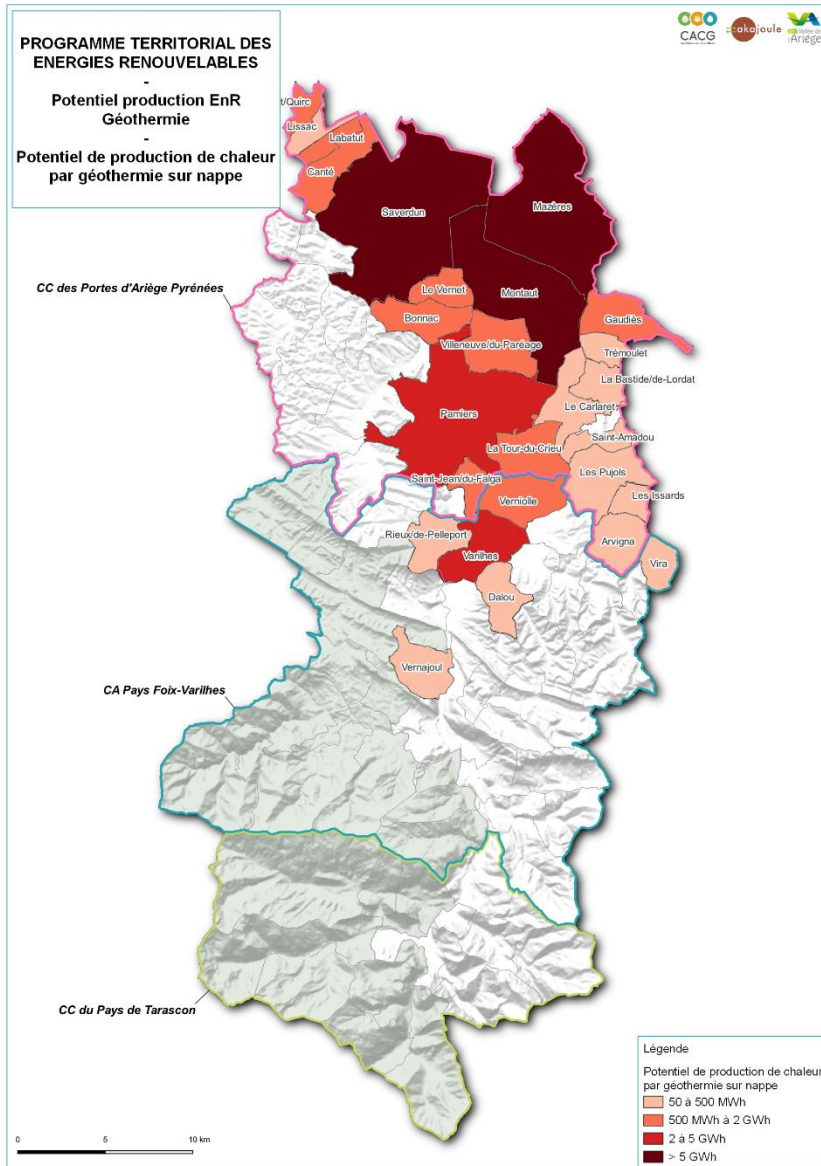 PROGRAMME TERRITORIAL DES
ENERGIES RENOUVELABLES
-
Potentiel production EnR
Géothermie
-
Potentiel de production de chaleur
par géothermie sur nappe
CACG
akajoule
Vallée de
l'Ariège
t/Quirc
Lissac
Labatut
Canté
Saverdun
Mazères
CC des Portes d'Ariège Pyrénées
Le Vernet
Montaut
Bonnac
Gaudiès
Villeneuve/du-Paréage
Trémoulet
La Bastide/de-Lordat
Pamiers
Le Carlaret
Saint-Amadou
La Tour-du-Crieu
Les Pujols
Saint-Jean/du-Falga
Les Issards
Verniolle
Rieux/de-Pelleport
Arvigna
Varilhes
Vira
Dalou
Vernajoul
CA Pays Foix-Varilhes
CC du Pays de Tarascon
Légende
Potentiel de production de chaleur
par géothermie sur nappe
50 à 500 MWh
500 MWh à 2 GWh
2 à 5 GWh
> 5 GWh
0 5 10 km